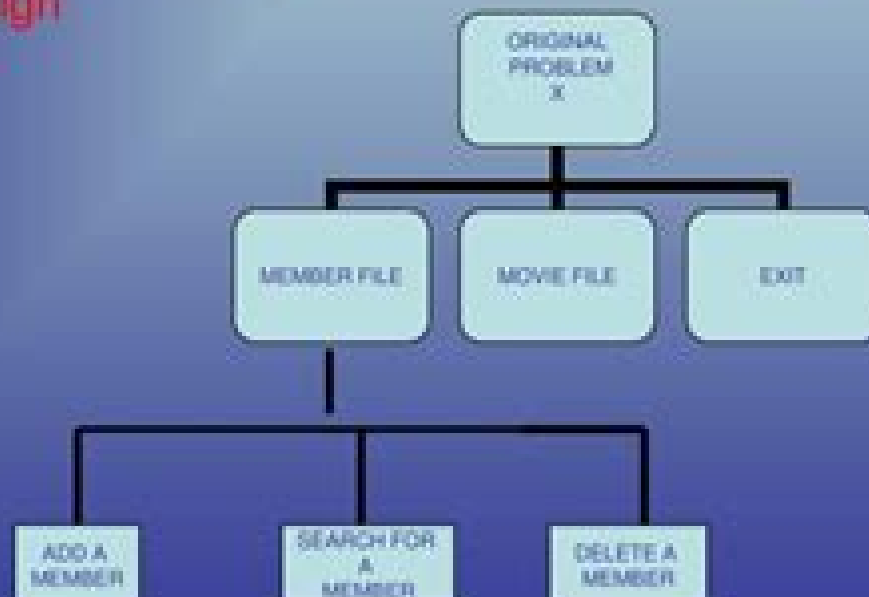 ORIGINAL
PROBLEM
X
MEMBER FILE
MOVIE FILE
EXIT
ADD A
MEMBER
SEARCH FOR
A
MEMBER
DELETE A
MEMBER